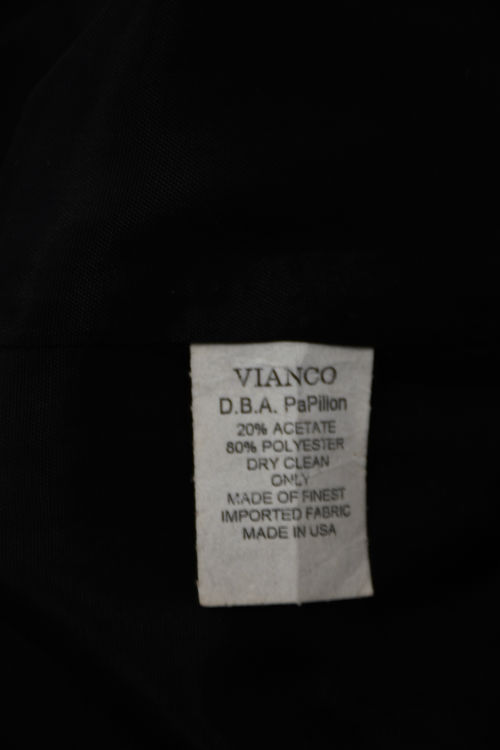 VIANCO
D.B.A. PaPillon
20% ACETATE
80% POLYESTER
DRY CLEAN
ONLY
MADE OF FINEST
IMPORTED FABRIC
MADE IN USA